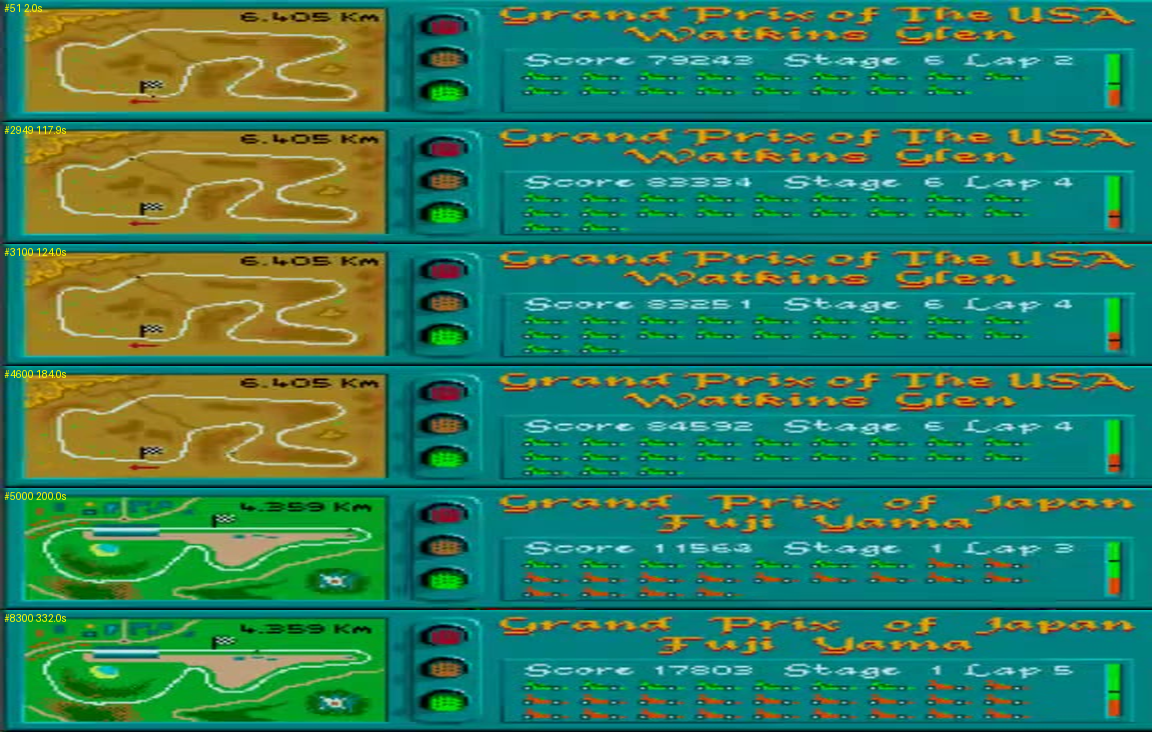 #51 2.0s
6.405 Km
Grand Prix of The USA
Watkins Glen
Score 79243 Stage 6 Lap 2
#2949 117.9s
6.405 Km
Grand Prix of The USA
Watkins Glen
Score 83334 Stage 6 Lap 4
#3100 124.0s
6.405 Km
Grand Prix of The USA
Watkins Glen
Score 83251 Stage 6 Lap 4
#4600 184.0s
6.405 Km
Grand Prix of The USA
Watkins Glen
Score 84592 Stage 6 Lap 4
#5000 200.0s
4.359 Km
Grand Prix of Japan
Fuji Yama
Score 11563 Stage 1 Lap 3
#8300 332.0s
4.359 Km
Grand Prix of Japan
Fuji Yama
Score 17803 Stage 1 Lap 5